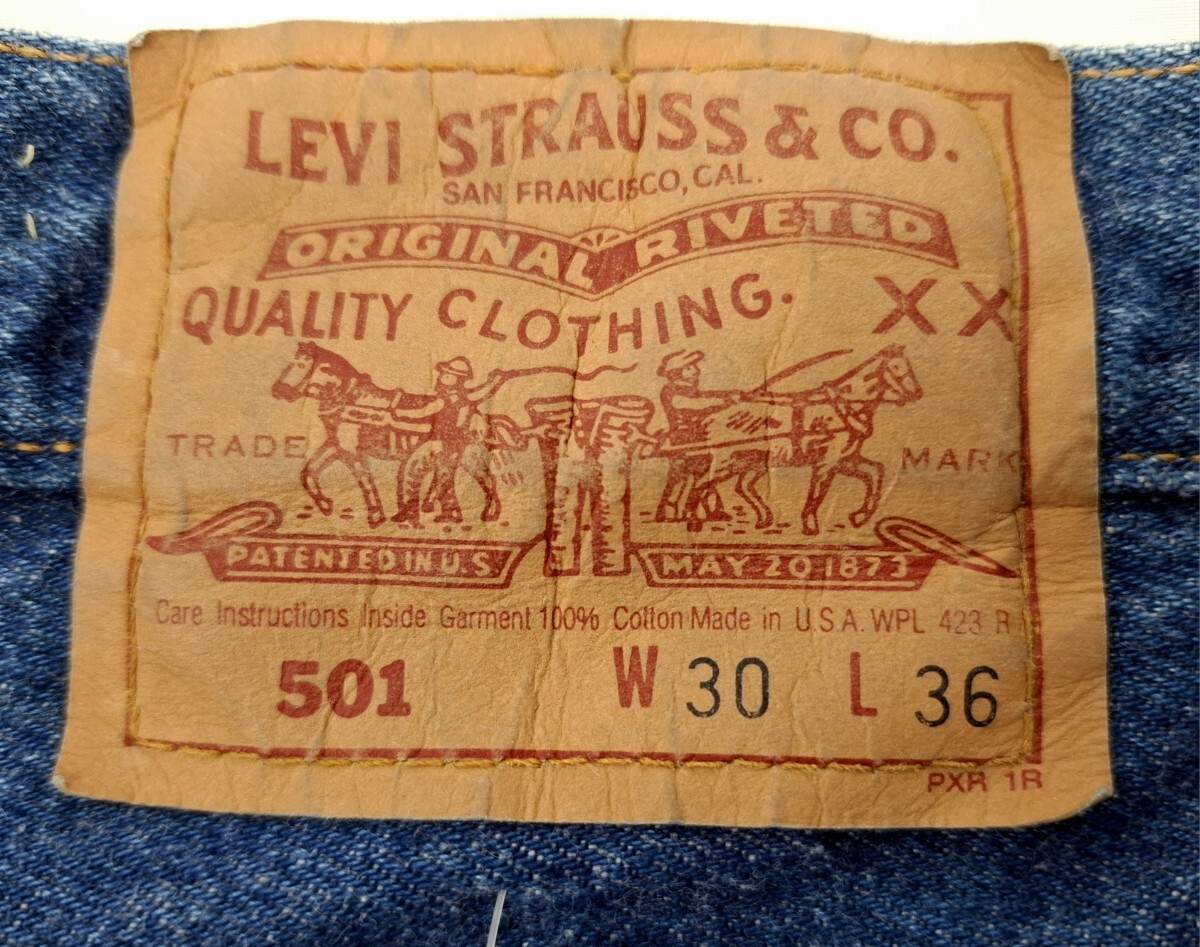 LEVI STRAUSS & CO.
SAN FRANCISCO, CAL.
ORIGINAL RIVETED
QUALITY CLOTHING. XX
TRADE MARK
PATENTED IN U.S MAY 20 1873
Care Instructions Inside Garment 100% Cotton Made in U.S.A. WPL 423 R
501 W 30 L 36
PXR 1R